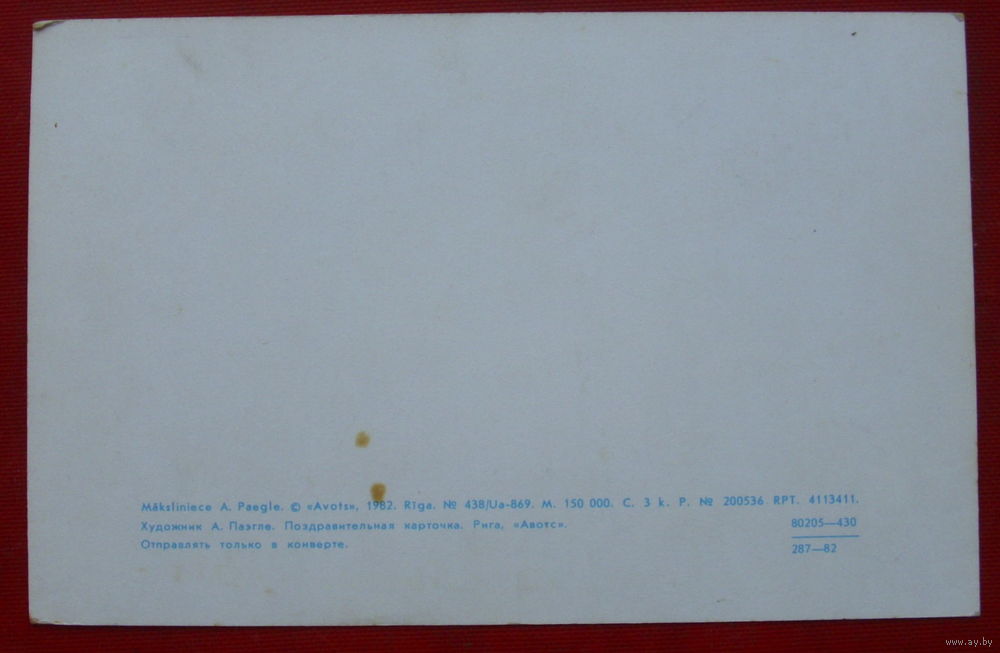 Māksliniece A. Paegle. © «Avots», 1982. Rīga. № 438/Ua-869. M. 150 000. C. 3 k. P. № 200536 RPT. 4113411.
Художник А. Паэгле. Поздравительная карточка. Рига, «Авотс».
Отправлять только в конверте.
80205—430
287—82
www.ay.by